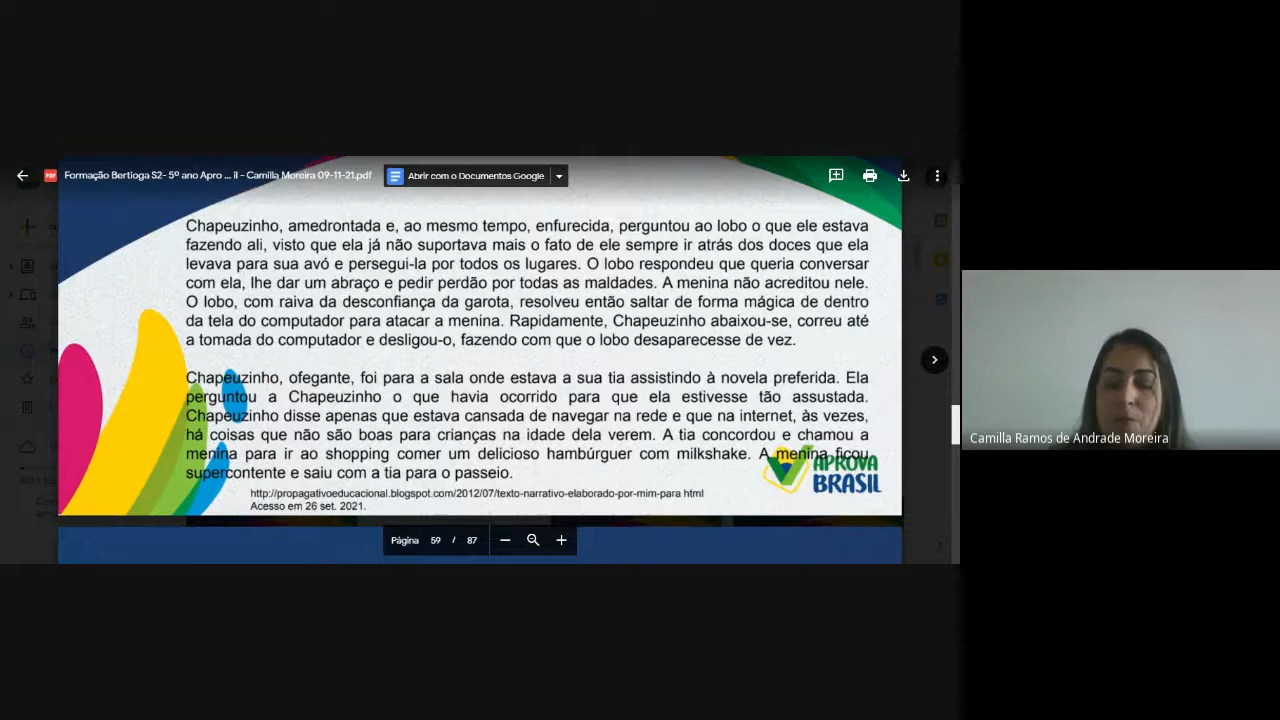 Formação Bertioga S2- 5º ano Apro ... il - Camilla Moreira 09-11-21.pdf
Abrir com o Documentos Google
Chapeuzinho, amedrontada e, ao mesmo tempo, enfurecida, perguntou ao lobo o que ele estava
fazendo ali, visto que ela já não suportava mais o fato de ele sempre ir atrás dos doces que ela
levava para sua avó e persegui-la por todos os lugares. O lobo respondeu que queria conversar
com ela, lhe dar um abraço e pedir perdão por todas as maldades. A menina não acreditou nele.
O lobo, com raiva da desconfiança da garota, resolveu então saltar de forma mágica de dentro
da tela do computador para atacar a menina. Rapidamente, Chapeuzinho abaixou-se, correu até
a tomada do computador e desligou-o, fazendo com que o lobo desaparecesse de vez.
Chapeuzinho, ofegante, foi para a sala onde estava a sua tia assistindo à novela preferida. Ela
perguntou a Chapeuzinho o que havia ocorrido para que ela estivesse tão assustada.
Chapeuzinho disse apenas que estava cansada de navegar na rede e que na internet, às vezes,
há coisas que não são boas para crianças na idade dela verem. A tia concordou e chamou a
menina para ir ao shopping comer um delicioso hambúrguer com milkshake. A menina ficou
supercontente e saiu com a tia para o passeio.
APROVA
BRASIL
http://propagativoeducacional.blogspot.com/2012/07/texto-narrativo-elaborado-por-mim-para html
Acesso em 26 set. 2021.
Página 59 / 87
Camilla Ramos de Andrade Moreira